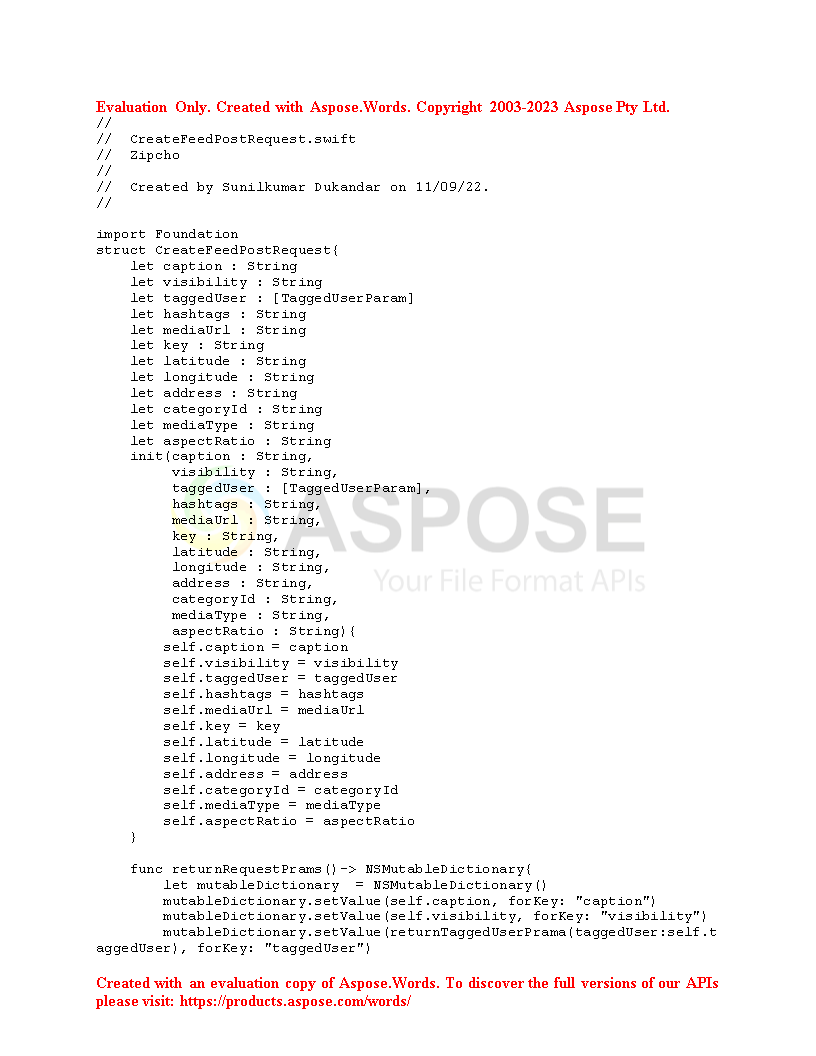 Evaluation Only. Created with Aspose.Words. Copyright 2003-2023 Aspose Pty Ltd.
//
//  CreateFeedPostRequest.swift
//  Zipcho
//
//  Created by Sunilkumar Dukandar on 11/09/22.
//
import Foundation
struct CreateFeedPostRequest{
    let caption : String
    let visibility : String
    let taggedUser : [TaggedUserParam]
    let hashtags : String
    let mediaUrl : String
    let key : String
    let latitude : String
    let longitude : String
    let address : String
    let categoryId : String
    let mediaType : String
    let aspectRatio : String
    init(caption : String,
         visibility : String,
         taggedUser : [TaggedUserParam],
         hashtags : String,
         mediaUrl : String,
         key : String,
         latitude : String,
         longitude : String,
         address : String,
         categoryId : String,
         mediaType : String,
         aspectRatio : String){
        self.caption = caption
        self.visibility = visibility
        self.taggedUser = taggedUser
        self.hashtags = hashtags
        self.mediaUrl = mediaUrl
        self.key = key
        self.latitude = latitude
        self.longitude = longitude
        self.address = address
        self.categoryId = categoryId
        self.mediaType = mediaType
        self.aspectRatio = aspectRatio
    }
    func returnRequestPrams()-> NSMutableDictionary{
        let mutableDictionary  = NSMutableDictionary()
        mutableDictionary.setValue(self.caption, forKey: "caption")
        mutableDictionary.setValue(self.visibility, forKey: "visibility")
        mutableDictionary.setValue(returnTaggedUserPrama(taggedUser:self.t
aggedUser), forKey: "taggedUser")
ASPOSE
Your File Format APIs
Created with an evaluation copy of Aspose.Words. To discover the full versions of our APIs
please visit: https://products.aspose.com/words/